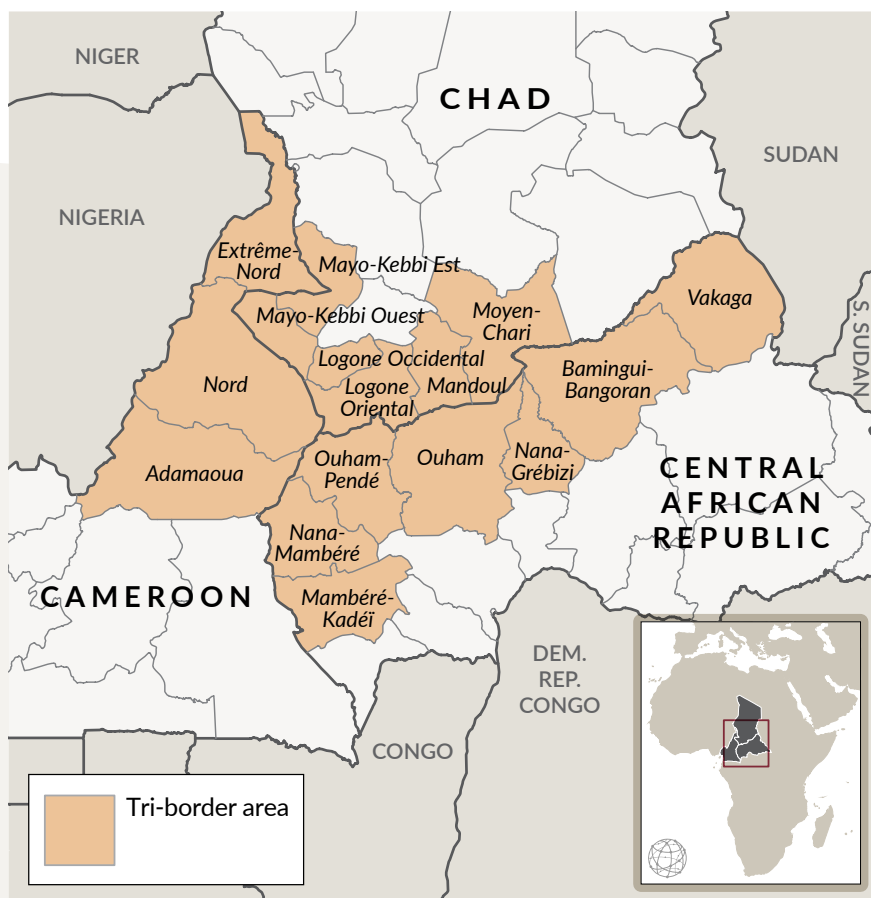 NIGER
CHAD
SUDAN
NIGERIA
Extrême-
Nord
Mayo-Kebbi Est
Vakaga
S. SUDAN
Mayo-Kebbi Ouest
Moyen-
Chari
Logone Occidental
Bamingui-
Bangoran
Nord
Logone
Oriental
Mandoul
Adamaoua
Ouham-
Pendé
Ouham
Nana-
Grébizi
CENTRAL
AFRICAN
REPUBLIC
Nana-
Mambéré
CAMEROON
Mambéré-
Kadéï
DEM.
REP.
CONGO
CONGO
Tri-border area